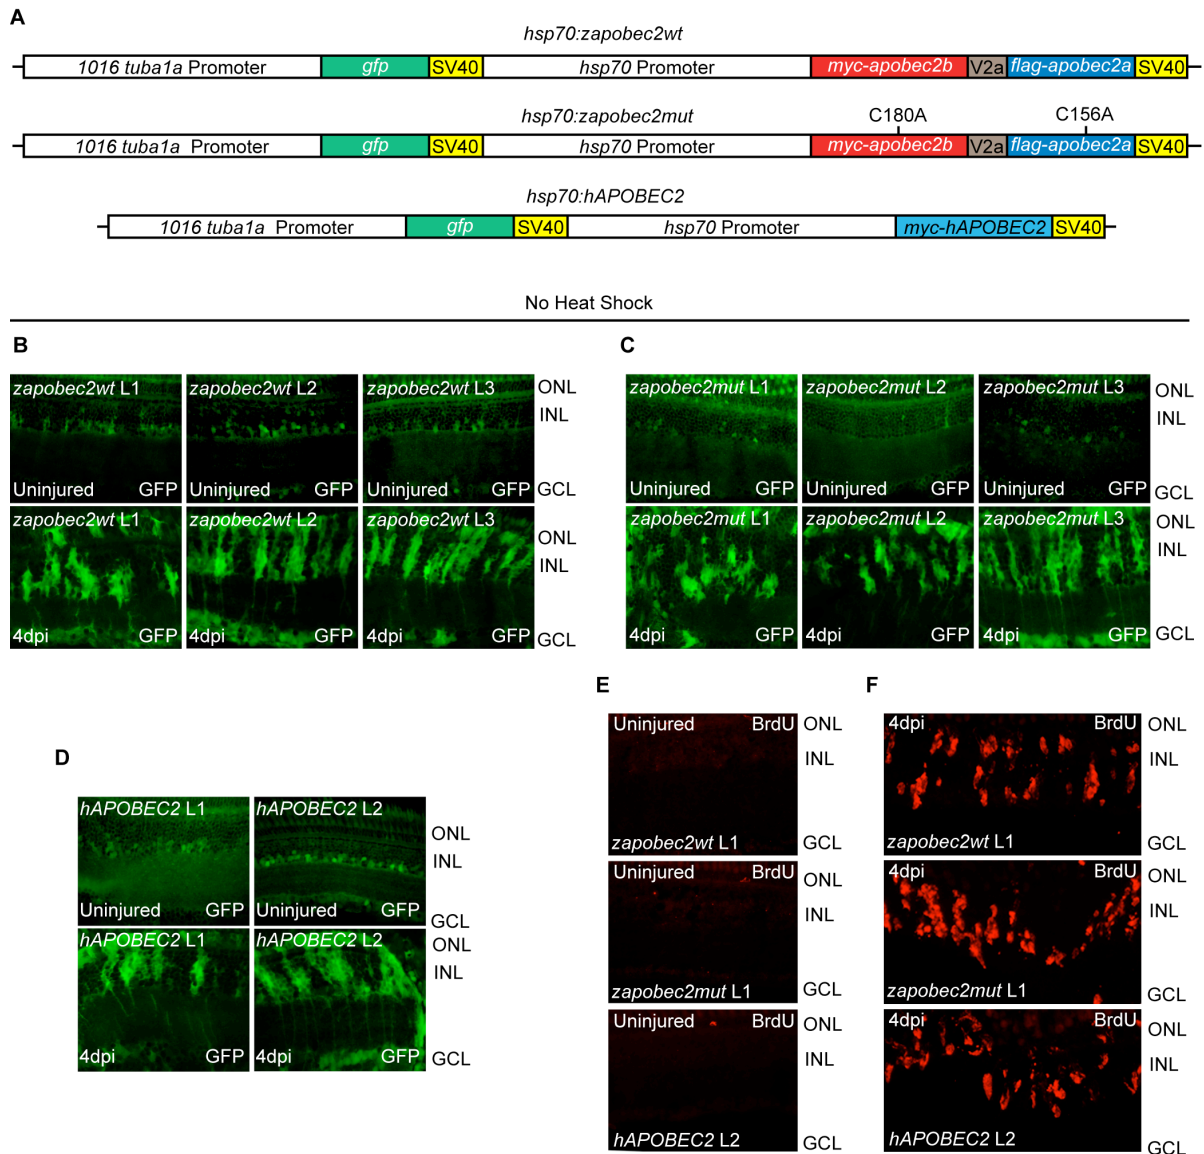 A
hsp70:zapobec2wt
1016 tuba1a Promoter gfp SV40 hsp70 Promoter myc-apobec2b V2a flag-apobec2a SV40
hsp70:zapobec2mut
C180A C156A
1016 tuba1a Promoter gfp SV40 hsp70 Promoter myc-apobec2b V2a flag-apobec2a SV40
hsp70:hAPOBEC2
1016 tuba1a Promoter gfp SV40 hsp70 Promoter myc-hAPOBEC2 SV40
No Heat Shock
B
zapobec2wt L1 zapobec2wt L2 zapobec2wt L3 ONL
INL
Uninjured GFP Uninjured GFP Uninjured GFP GCL
zapobec2wt L1 zapobec2wt L2 zapobec2wt L3
ONL
INL
4dpi GFP 4dpi GFP 4dpi GFP GCL
C
zapobec2mut L1 zapobec2mut L2 zapobec2mut L3 ONL
INL
Uninjured GFP Uninjured GFP Uninjured GFP GCL
zapobec2mut L1 zapobec2mut L2 zapobec2mut L3 ONL
INL
4dpi GFP 4dpi GFP 4dpi GFP GCL
D
hAPOBEC2 L1 hAPOBEC2 L2
ONL
INL
Uninjured GFP Uninjured GFP GCL
hAPOBEC2 L1 hAPOBEC2 L2 ONL
INL
4dpi GFP 4dpi GFP GCL
E
Uninjured BrdU ONL
INL
zapobec2wt L1 GCL
Uninjured BrdU ONL
INL
zapobec2mut L1 GCL
Uninjured BrdU ONL
INL
hAPOBEC2 L2 GCL
F
4dpi BrdU ONL
INL
zapobec2wt L1 GCL
4dpi BrdU ONL
INL
zapobec2mut L1 GCL
4dpi BrdU ONL
INL
hAPOBEC2 L2 GCL